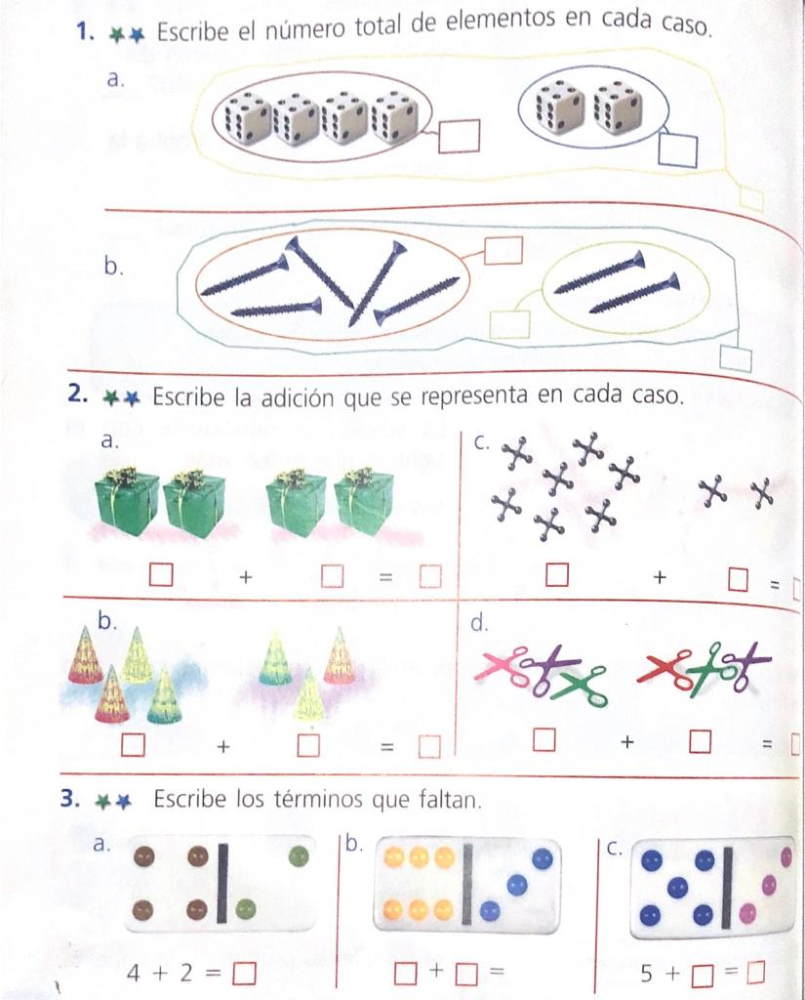 1. Escribe el número total de elementos en cada caso.
a.
b.
2. Escribe la adición que se representa en cada caso.
a.
+ =
c.
+ =
b.
+ =
d.
+ =
3. Escribe los términos que faltan.
a.
b.
c.
4 + 2 =
+ =
5 + =